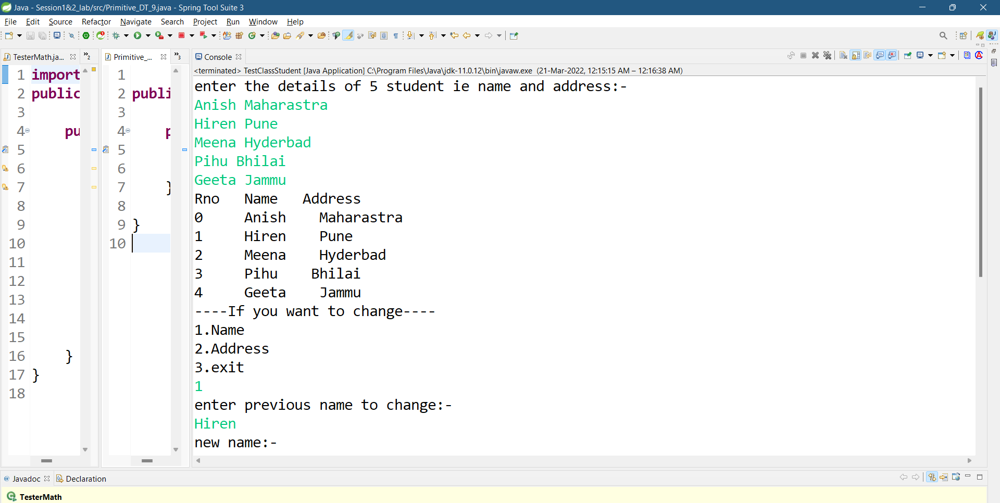 Java - Session1&2_lab/src/Primitive_DT_9.java - Spring Tool Suite 3
File Edit Source Refactor Navigate Search Project Run Window Help
TesterMath.ja... »2
1 import
2 public
3
4 pu
5
6
7
8
9
10
11
12
13
14
15
16 }
17 }
18
Primitive_... »3
1
2 publi
3
4 p
5
6
7 }
8
9 }
10
Console
<terminated> TestClassStudent [Java Application] C:\Program Files\Java\jdk-11.0.12\bin\javaw.exe (21-Mar-2022, 12:15:15 AM – 12:16:38 AM)
enter the details of 5 student ie name and address:-
Anish Maharastra
Hiren Pune
Meena Hyderbad
Pihu Bhilai
Geeta Jammu
Rno Name Address
0 Anish Maharastra
1 Hiren Pune
2 Meena Hyderbad
3 Pihu Bhilai
4 Geeta Jammu
----If you want to change----
1.Name
2.Address
3.exit
1
enter previous name to change:-
Hiren
new name:-
@ Javadoc Declaration
TesterMath